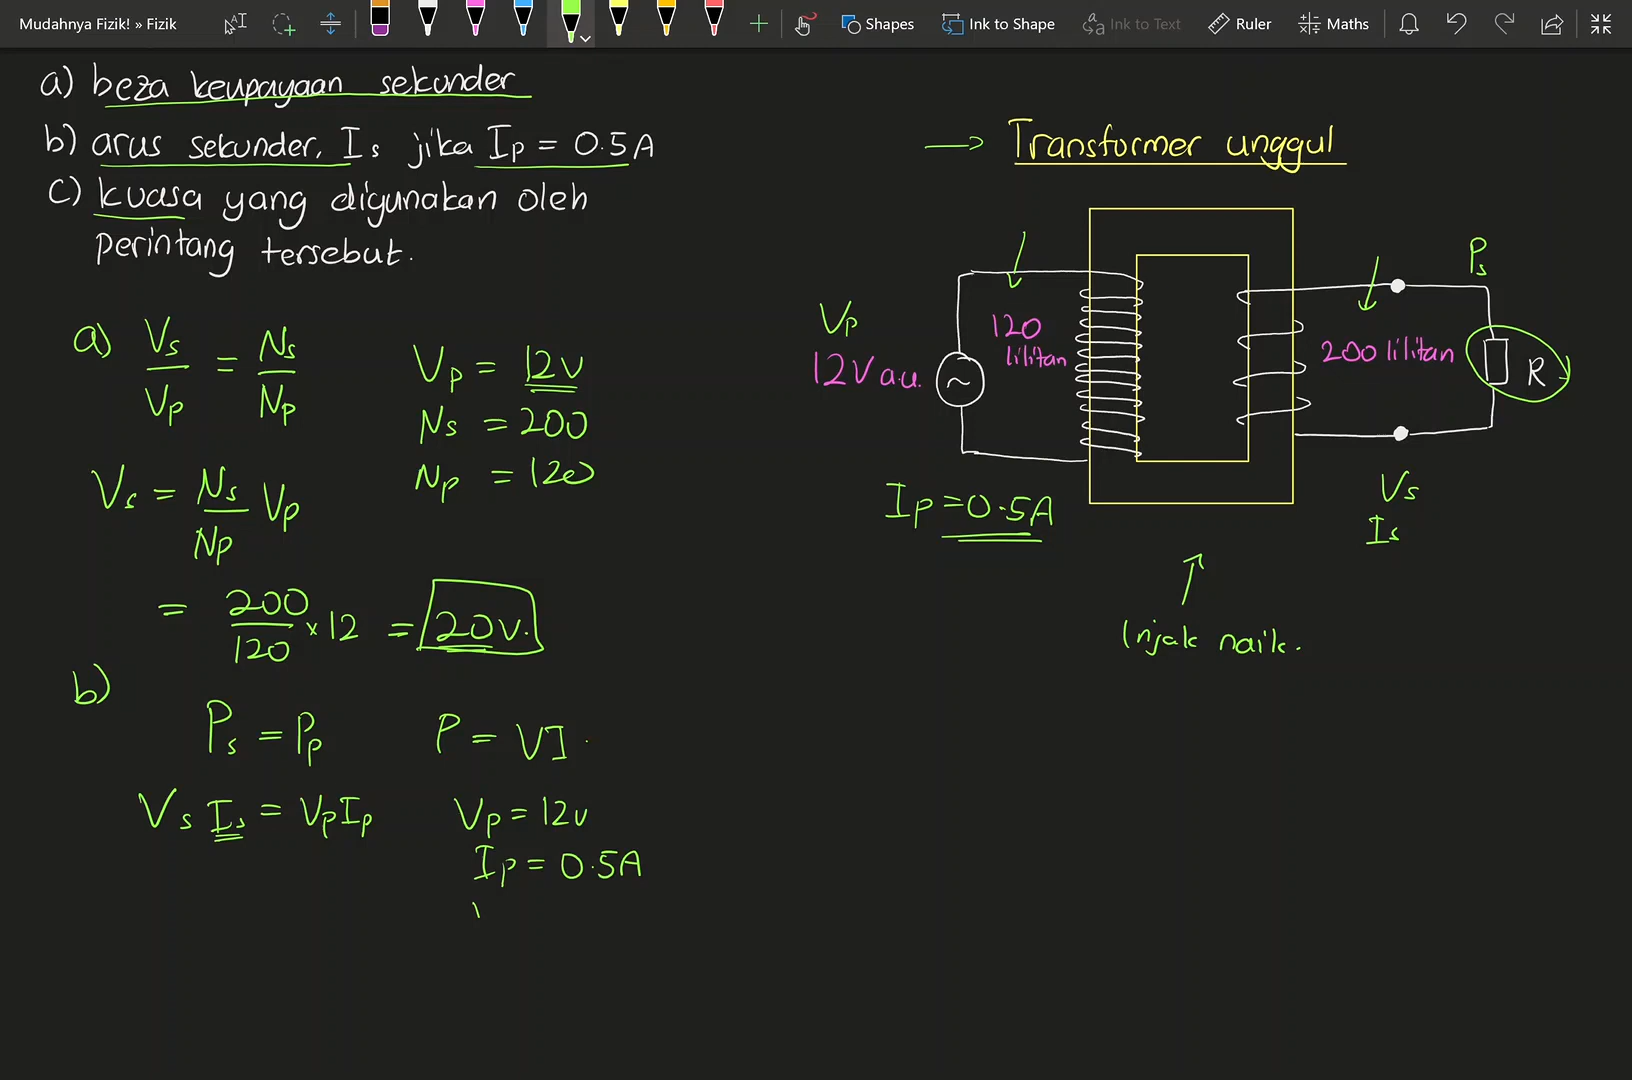 Mudahnya Fizik! » Fizik
Shapes
Ink to Shape
Ink to Text
Ruler
Maths
a) beza keupayaan sekunder
b) arus sekunder, Is jika Ip = 0.5A
c) kuasa yang digunakan oleh
perintang tersebut.
a) Vs/Vp = Ns/Np
Vp = 12v
Ns = 200
Np = 120
Vs = Ns/Np Vp
= 200/120 × 12 = 20v.
b)
Ps = Pp
P = VI.
Vs Is = VpIp
Vp = 12v
Ip = 0.5A
→ Transformer unggul
Vp
12V a.u.
~
120
lilitan
200 lilitan
Ps
R
Ip = 0.5A
Vs
Is
Injak naik.